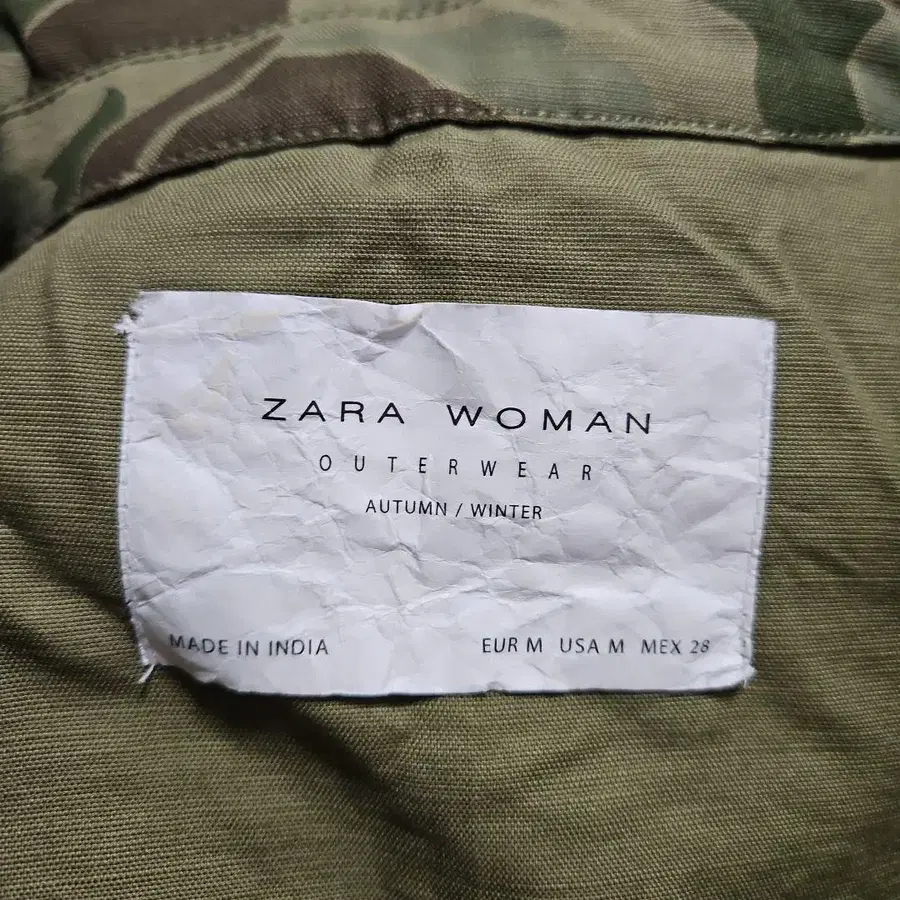 ZARA WOMAN
OUTERWEAR
AUTUMN / WINTER
MADE IN INDIA EUR M USA M MEX 28